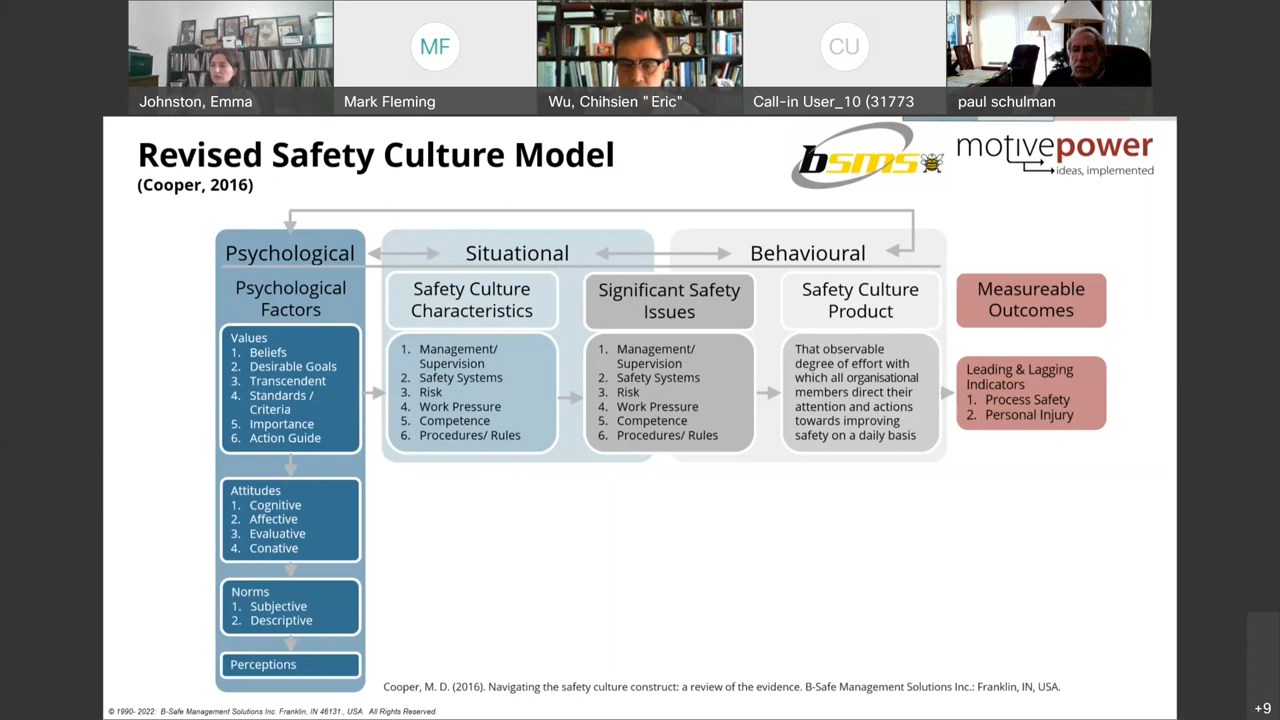 MF
CU
Johnston, Emma
Mark Fleming
Wu, Chihsien "Eric"
Call-in User_10 (31773
paul schulman
Revised Safety Culture Model
(Cooper, 2016)
bsms
motivepower
ideas, implemented
Psychological
Situational
Behavioural
Psychological
Factors
Values
1. Beliefs
2. Desirable Goals
3. Transcendent
4. Standards /
Criteria
5. Importance
6. Action Guide
Attitudes
1. Cognitive
2. Affective
3. Evaluative
4. Conative
Norms
1. Subjective
2. Descriptive
Perceptions
Safety Culture
Characteristics
1. Management/
Supervision
2. Safety Systems
3. Risk
4. Work Pressure
5. Competence
6. Procedures/ Rules
Significant Safety
Issues
1. Management/
Supervision
2. Safety Systems
3. Risk
4. Work Pressure
5. Competence
6. Procedures/ Rules
Safety Culture
Product
That observable
degree of effort with
which all organisational
members direct their
attention and actions
towards improving
safety on a daily basis
Measureable
Outcomes
Leading & Lagging
Indicators
1. Process Safety
2. Personal Injury
Cooper, M. D. (2016). Navigating the safety culture construct: a review of the evidence. B-Safe Management Solutions Inc.: Franklin, IN, USA.
© 1990- 2022: B-Safe Management Solutions Inc. Franklin, IN 46131., USA. All Rights Reserved.
+9